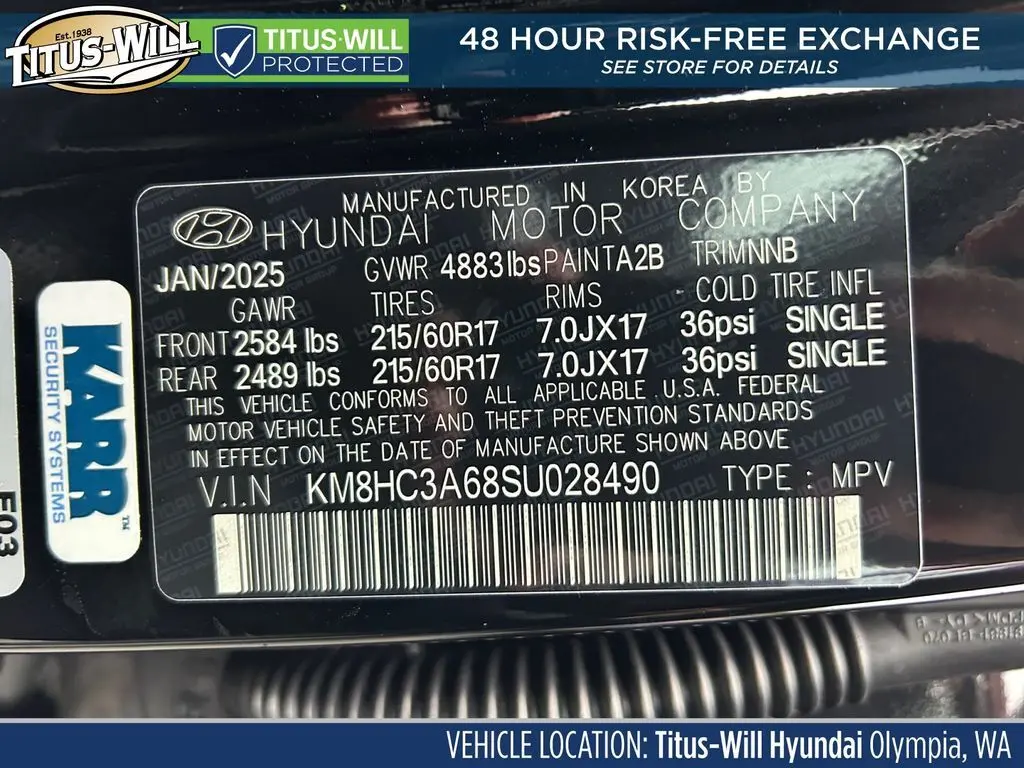 Est.1938
TITUS-WILL
TITUS-WILL
PROTECTED
48 HOUR RISK-FREE EXCHANGE
SEE STORE FOR DETAILS
MANUFACTURED IN KOREA BY
HYUNDAI MOTOR COMPANY
JAN/2025 GVWR 4883lbs PAINT A2B TRIM NNB
GAWR TIRES RIMS COLD TIRE INFL
FRONT 2584 lbs 215/60R17 7.0JX17 36psi SINGLE
REAR 2489 lbs 215/60R17 7.0JX17 36psi SINGLE
THIS VEHICLE CONFORMS TO ALL APPLICABLE U.S.A. FEDERAL
MOTOR VEHICLE SAFETY AND THEFT PREVENTION STANDARDS
IN EFFECT ON THE DATE OF MANUFACTURE SHOWN ABOVE
V.I.N KM8HC3A68SU028490 TYPE : MPV
KARR™
SECURITY SYSTEMS
E03
VEHICLE LOCATION: Titus-Will Hyundai Olympia, WA